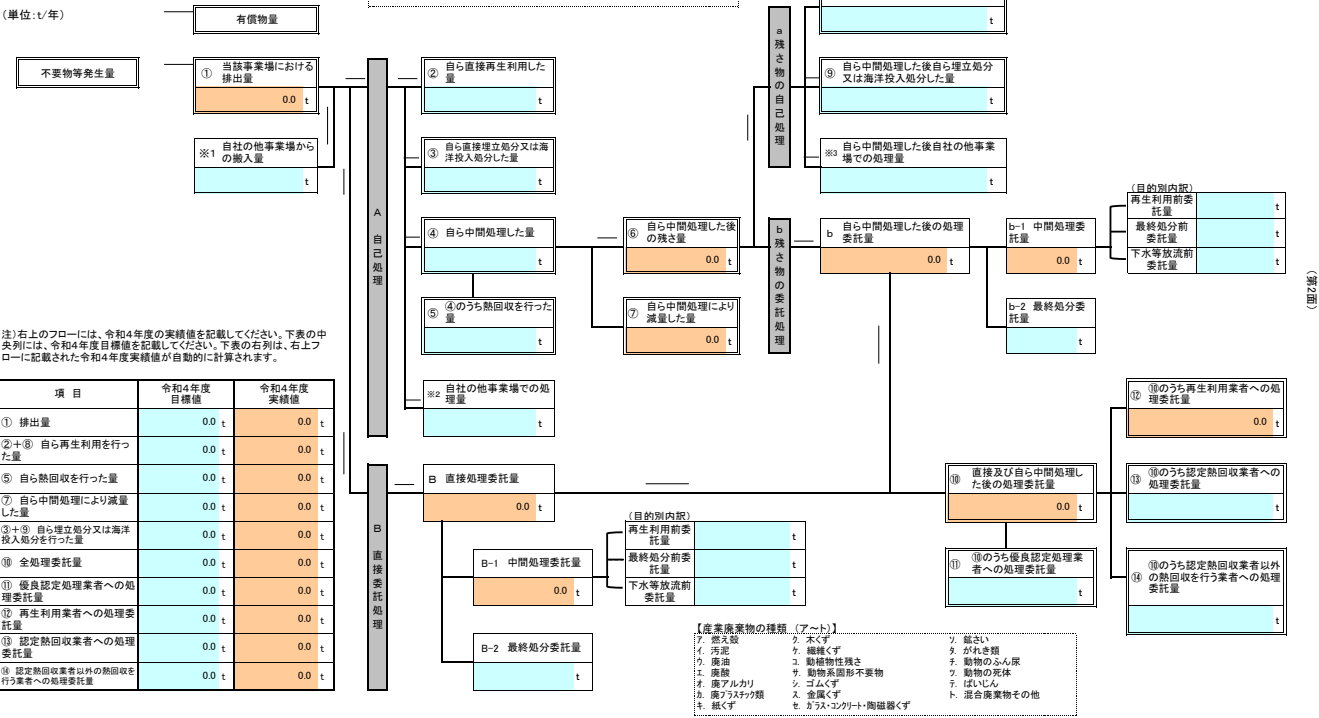 (単位:t/年)
有償物量
t
不要物等発生量
① 当該事業場における
排出量
0.0 t
※1 自社の他事業場から
の搬入量
t
A 自己処理
② 自ら直接再生利用した
量
t
③ 自ら直接埋立処分又は海
洋投入処分した量
t
④ 自ら中間処理した量
t
⑤ ④のうち熱回収を行った
量
t
※2 自社の他事業場での処
理量
t
⑥ 自ら中間処理した後
の残さ量
0.0 t
⑦ 自ら中間処理により
減量した量
0.0 t
a 残さ物の自己処理
⑨ 自ら中間処理した後自ら埋立処分
又は海洋投入処分した量
t
※3 自ら中間処理した後自社の他事業
場での処理量
t
b 残さ物の委託処理
b 自ら中間処理した後の処理
委託量
0.0 t
b-1 中間処理委
託量
0.0 t
(目的別内訳)
再生利用前委
託量
t
最終処分前
委託量
t
下水等放流前
委託量
t
b-2 最終処分委
託量
t
(第2面)
注)右上のフローには、令和4年度の実績値を記載してください。下表の中
央列には、令和4年度目標値を記載してください。下表の右列は、右上フ
ローに記載された令和4年度実績値が自動的に計算されます。
項 目
令和4年度
目標値
令和4年度
実績値
① 排出量
0.0 t 0.0 t
②+⑧ 自ら再生利用を行っ
た量
0.0 t 0.0 t
⑤ 自ら熱回収を行った量
0.0 t 0.0 t
⑦ 自ら中間処理により減量
した量
0.0 t 0.0 t
③+⑨ 自ら埋立処分又は海洋
投入処分を行った量
0.0 t 0.0 t
⑩ 全処理委託量
0.0 t 0.0 t
⑪ 優良認定処理業者への処
理委託量
0.0 t 0.0 t
⑫ 再生利用業者への処理委
託量
0.0 t 0.0 t
⑬ 認定熱回収業者への処理
委託量
0.0 t 0.0 t
⑭ 認定熱回収業者以外の熱回収を
行う業者への処理委託量
0.0 t 0.0 t
B 直接委託処理
B 直接処理委託量
0.0 t
B-1 中間処理委託量
0.0 t
(目的別内訳)
再生利用前委
託量
t
最終処分前委
託量
t
下水等放流前
委託量
t
B-2 最終処分委託量
t
⑩ 直接及び自ら中間処理し
た後の処理委託量
0.0 t
⑪ ⑩のうち優良認定処理業
者への処理委託量
t
⑫ ⑩のうち再生利用業者への処
理委託量
0.0 t
⑬ ⑩のうち認定熱回収業者への
処理委託量
t
⑭ ⑩のうち認定熱回収業者以外
の熱回収を行う業者への処理
委託量
t
【産業廃棄物の種類 (ア~ト)】
ア. 燃え殻 ク. 木くず ソ. 鉱さい
イ. 汚泥 ケ. 繊維くず タ. がれき類
ウ. 廃油 コ. 動植物性残さ チ. 動物のふん尿
エ. 廃酸 サ. 動物系固形不要物 ツ. 動物の死体
オ. 廃アルカリ シ. ゴムくず テ. ばいじん
カ. 廃プラスチック類 ス. 金属くず ト. 混合廃棄物その他
キ. 紙くず セ. ガラス・コンクリート・陶磁器くず